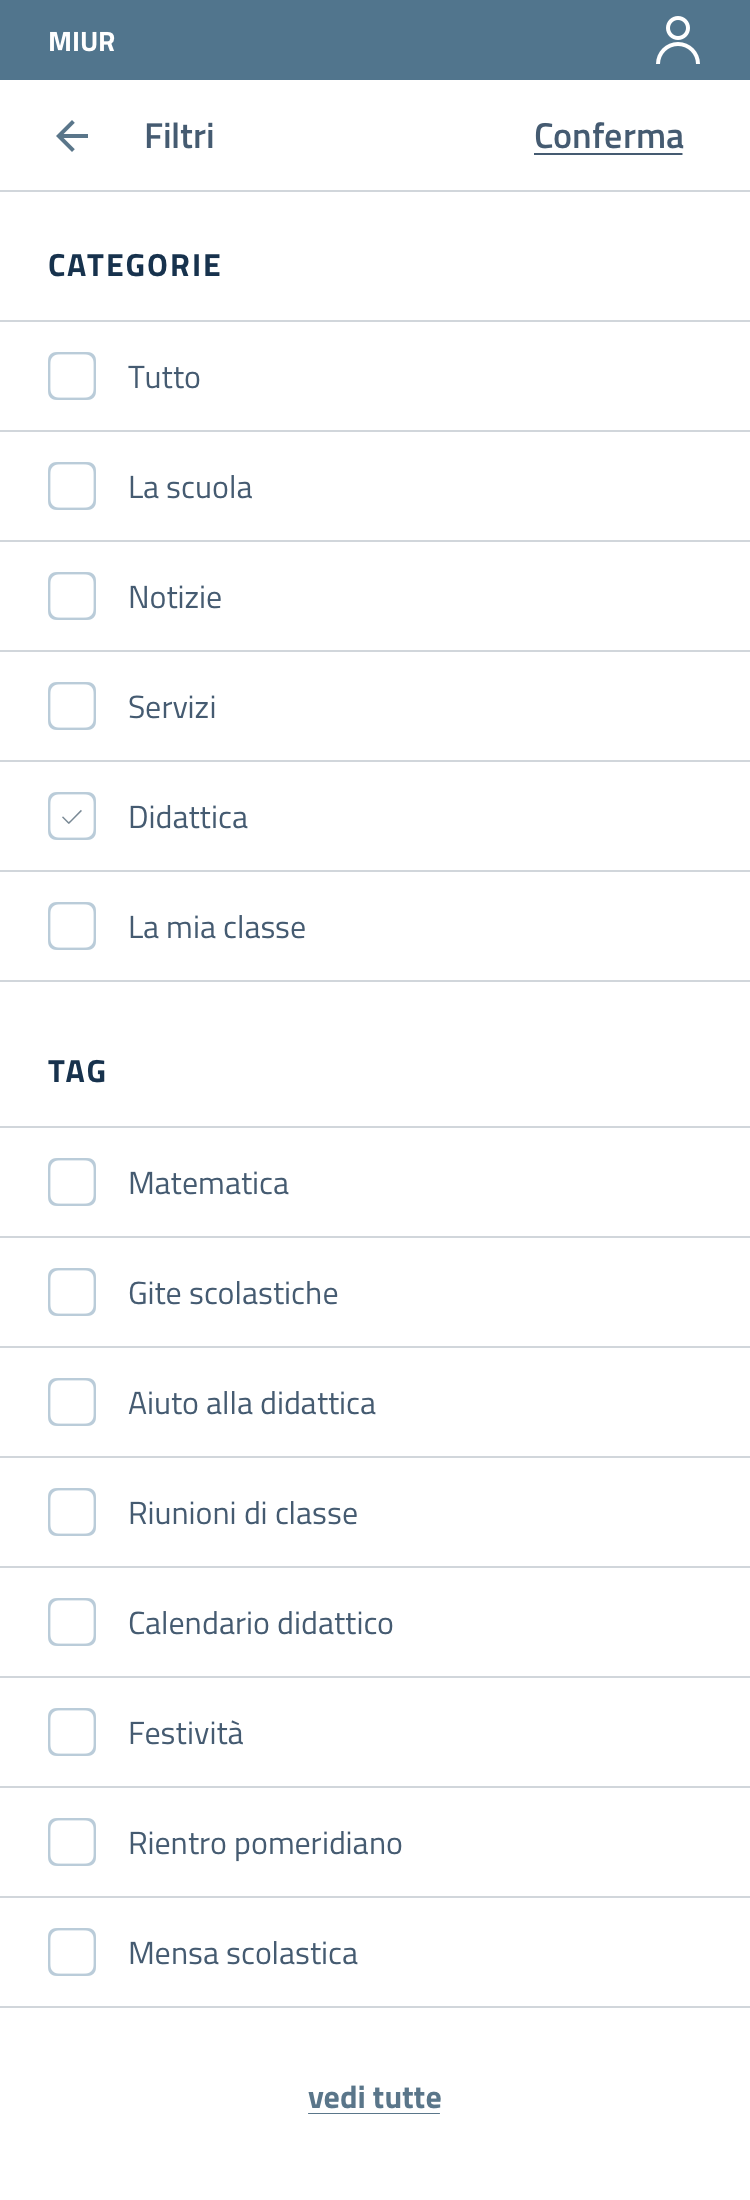 MIUR
Filtri
Conferma
CATEGORIE
Tutto
La scuola
Notizie
Servizi
Didattica
La mia classe
TAG
Matematica
Gite scolastiche
Aiuto alla didattica
Riunioni di classe
Calendario didattico
Festività
Rientro pomeridiano
Mensa scolastica
vedi tutte